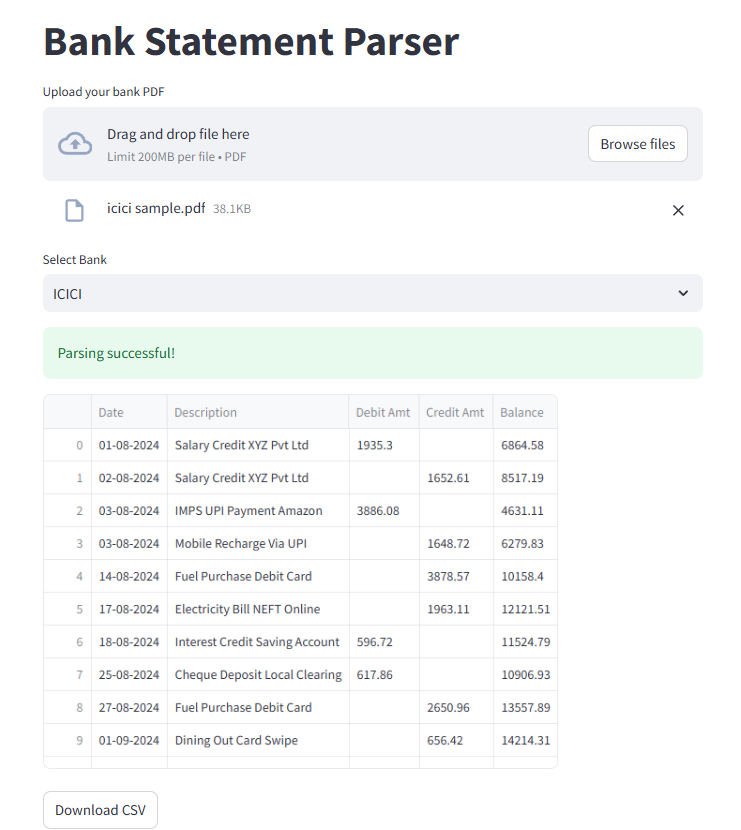 Bank Statement Parser
Upload your bank PDF
Drag and drop file here
Limit 200MB per file • PDF
Browse files
icici sample.pdf 38.1KB
Select Bank
ICICI
Parsing successful!
Date Description Debit Amt Credit Amt Balance
0 01-08-2024 Salary Credit XYZ Pvt Ltd 1935.3 6864.58
1 02-08-2024 Salary Credit XYZ Pvt Ltd 1652.61 8517.19
2 03-08-2024 IMPS UPI Payment Amazon 3886.08 4631.11
3 03-08-2024 Mobile Recharge Via UPI 1648.72 6279.83
4 14-08-2024 Fuel Purchase Debit Card 3878.57 10158.4
5 17-08-2024 Electricity Bill NEFT Online 1963.11 12121.51
6 18-08-2024 Interest Credit Saving Account 596.72 11524.79
7 25-08-2024 Cheque Deposit Local Clearing 617.86 10906.93
8 27-08-2024 Fuel Purchase Debit Card 2650.96 13557.89
9 01-09-2024 Dining Out Card Swipe 656.42 14214.31
Download CSV